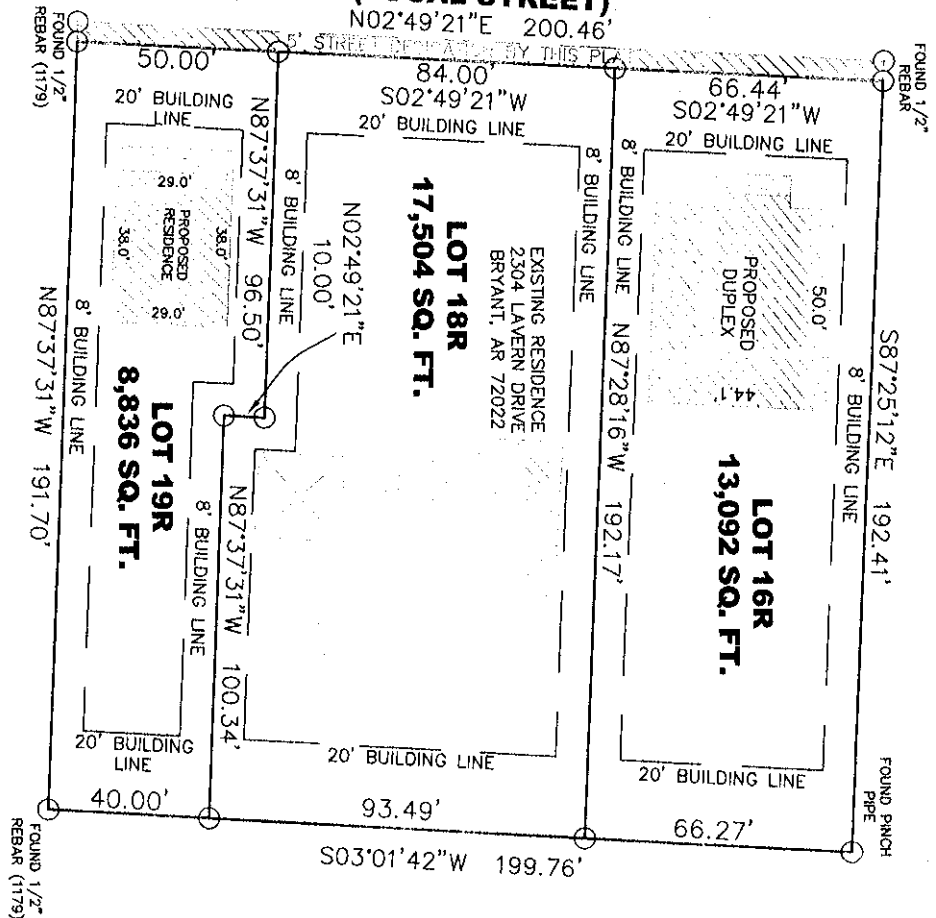 N02°49'21"E 200.46'
5' STREET DEDICATION BY THIS PLAT
FOUND 1/2"
REBAR (1179)
FOUND 1/2"
REBAR
50.00'
84.00'
S02°49'21"W
66.44'
S02°49'21"W
20' BUILDING
LINE
20' BUILDING LINE
20' BUILDING LINE
N87°37'31"W 96.50'
8' BUILDING LINE
N02°49'21"E
10.00'
LOT 18R
17,504 SQ. FT.
EXISTING RESIDENCE
2304 LAVERN DRIVE
BRYANT, AR 72022
8' BUILDING LINE
8' BUILDING LINE
N87°28'16"W 192.17'
PROPOSED
DUPLEX
50.0'
44.1'
LOT 16R
13,092 SQ. FT.
8' BUILDING LINE
S87°25'12"E 192.41'
29.0'
PROPOSED
RESIDENCE
38.0'
38.0'
29.0'
LOT 19R
8,836 SQ. FT.
8' BUILDING LINE
N87°37'31"W 191.70'
8' BUILDING LINE
N87°37'31"W 100.34'
20' BUILDING
LINE
20' BUILDING LINE
20' BUILDING LINE
40.00'
93.49'
66.27'
S03°01'42"W 199.76'
FOUND PINCH
PIPE
FOUND 1/2"
REBAR (1179)